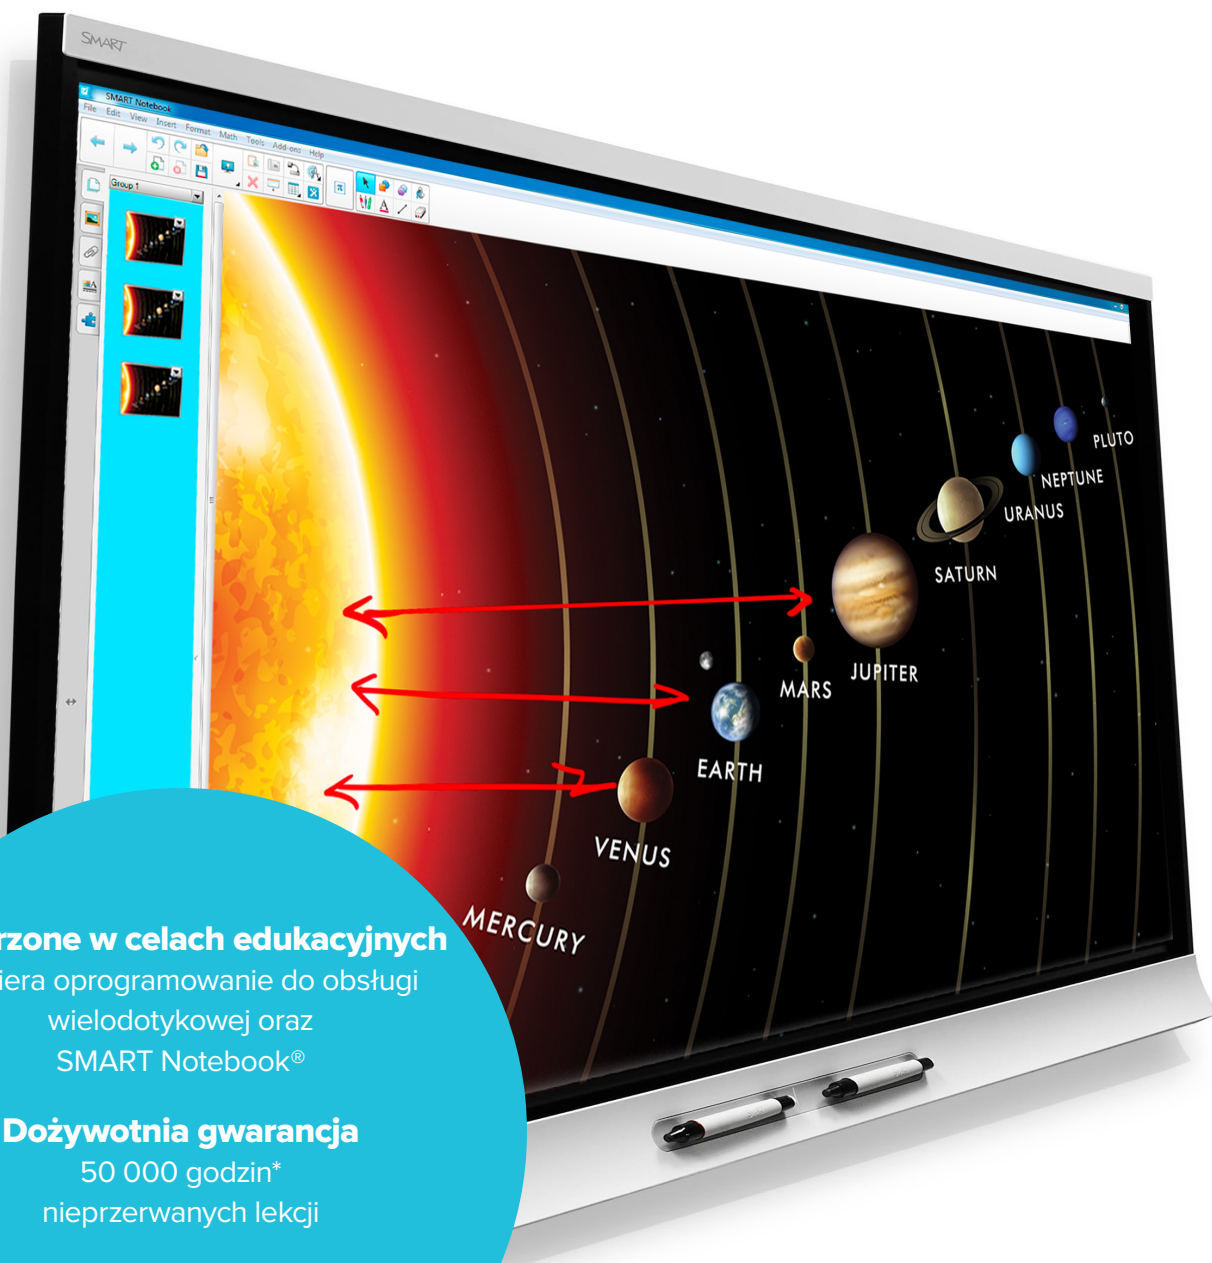 SMART
SMART Notebook
File Edit View Insert Format Math Tools Add-ons Help
Group 1
PLUTO
NEPTUNE
URANUS
SATURN
JUPITER
MARS
EARTH
VENUS
MERCURY
w celach edukacyjnych
oprogramowanie do obsługi
wielodotykowej oraz
SMART Notebook®
Dożywotnia gwarancja
50 000 godzin*
nieprzerwanych lekcji